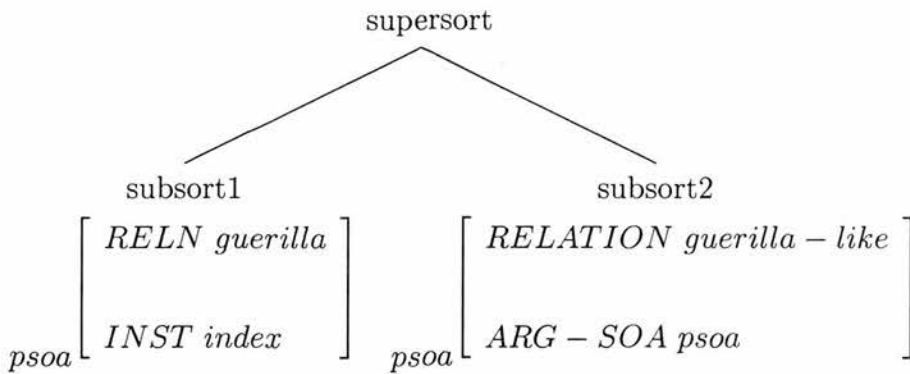 supersort
subsort1 subsort2
RELN guerilla RELATION guerilla – like
INST index ARG – SOA psoa
psoa psoa